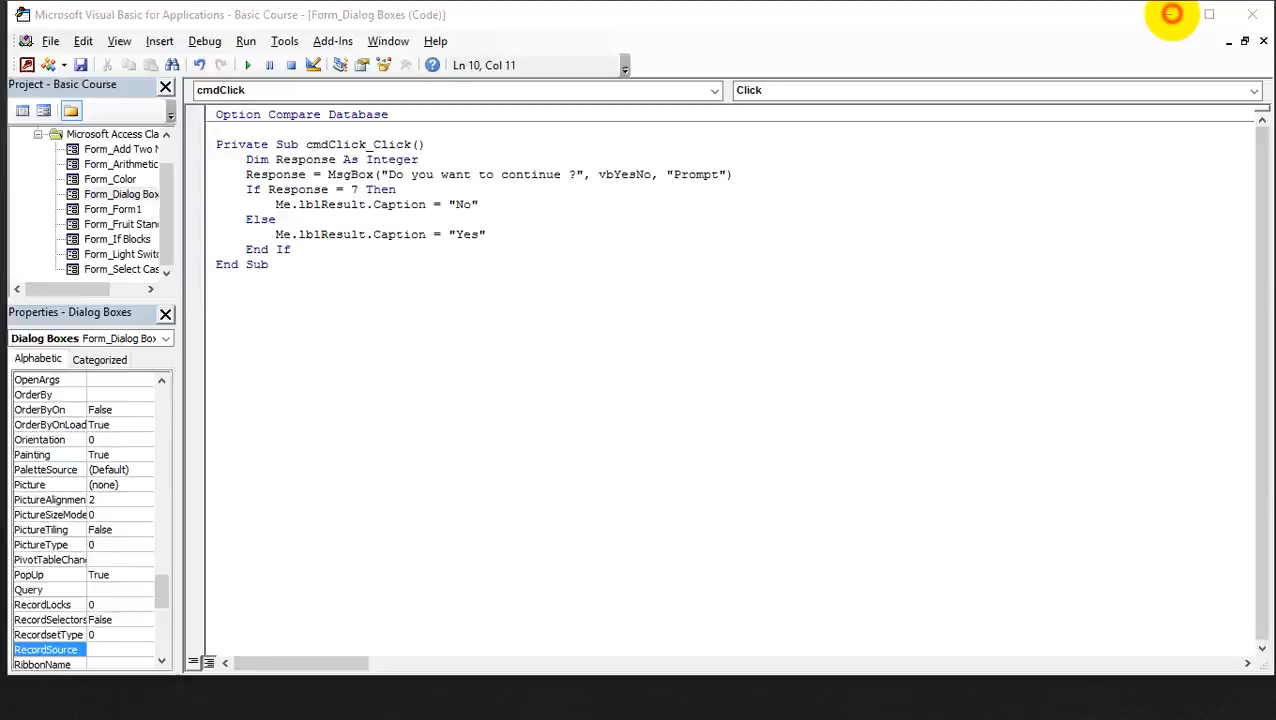 Microsoft Visual Basic for Applications - Basic Course - [Form_Dialog Boxes (Code)]
File Edit View Insert Debug Run Tools Add-Ins Window Help
Ln 10, Col 11
Project - Basic Course
cmdClick
Click
Microsoft Access Cla
Form_Add Two N
Form_Arithmetic
Form_Color
Form_Dialog Box
Form_Form1
Form_Fruit Stan
Form_If Blocks
Form_Light Switc
Form_Select Cas
Option Compare Database
Private Sub cmdClick_Click()
Dim Response As Integer
Response = MsgBox("Do you want to continue ?", vbYesNo, "Prompt")
If Response = 7 Then
Me.lblResult.Caption = "No"
Else
Me.lblResult.Caption = "Yes"
End If
End Sub
Properties - Dialog Boxes
Dialog Boxes Form_Dialog Box
Alphabetic Categorized
OpenArgs
OrderBy
OrderByOn False
OrderByOnLoad True
Orientation 0
Painting True
PaletteSource (Default)
Picture (none)
PictureAlignmen 2
PictureSizeMode 0
PictureTiling False
PictureType 0
PivotTableChang
PopUp True
Query
RecordLocks 0
RecordSelectors False
RecordsetType 0
RecordSource
RibbonName